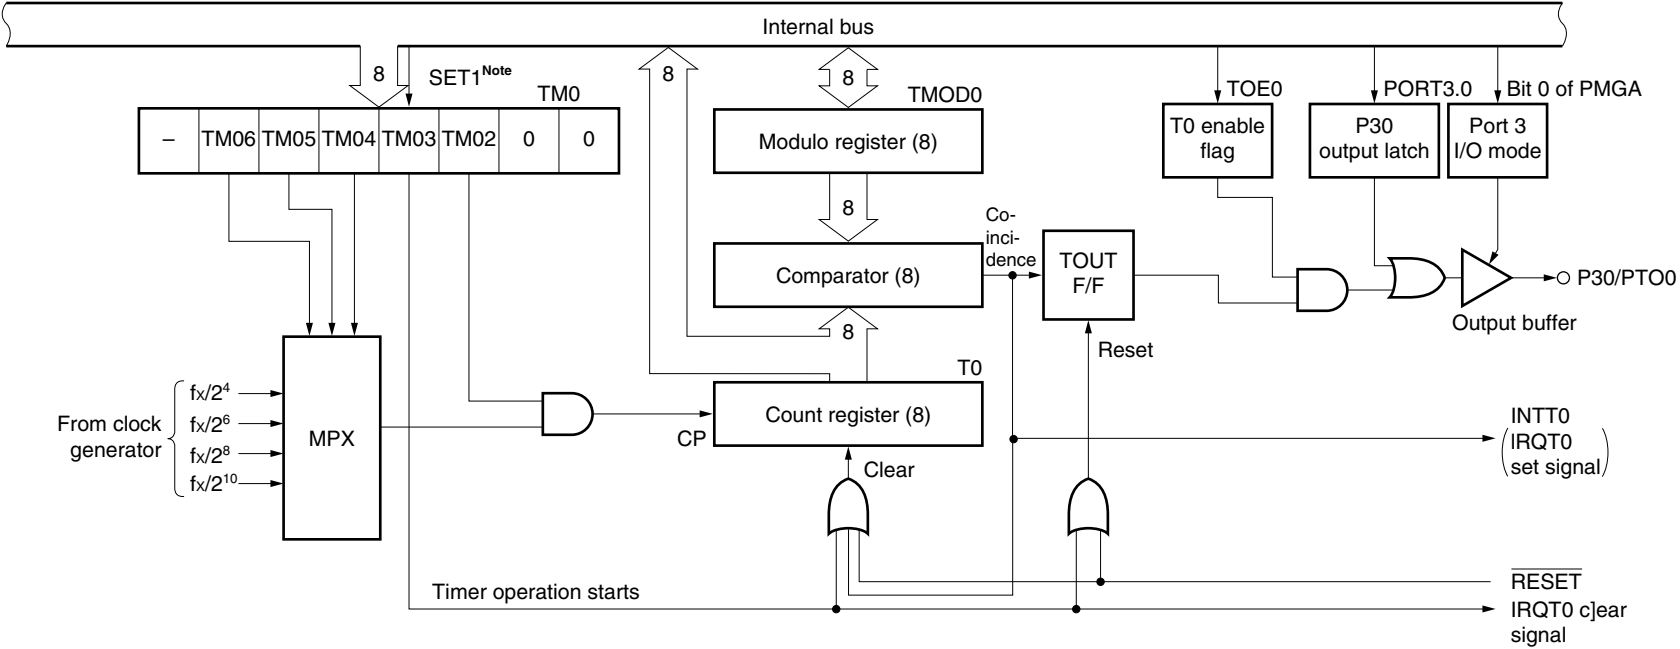 Internal bus
8
SET1Note
TM0
– TM06 TM05 TM04 TM03 TM02 0 0
8
8
TMOD0
Modulo register (8)
8
Co-
inci-
dence
Comparator (8)
8
T0
Count register (8)
CP
Clear
TOUT
F/F
Reset
TOE0
T0 enable
flag
PORT3.0
P30
output latch
Bit 0 of PMGA
Port 3
I/O mode
P30/PTO0
Output buffer
From clock
generator
fx/2⁴
fx/2⁶
fx/2⁸
fx/2¹⁰
MPX
INTT0
IRQT0
set signal
Timer operation starts
RESET
IRQT0 c]ear
signal